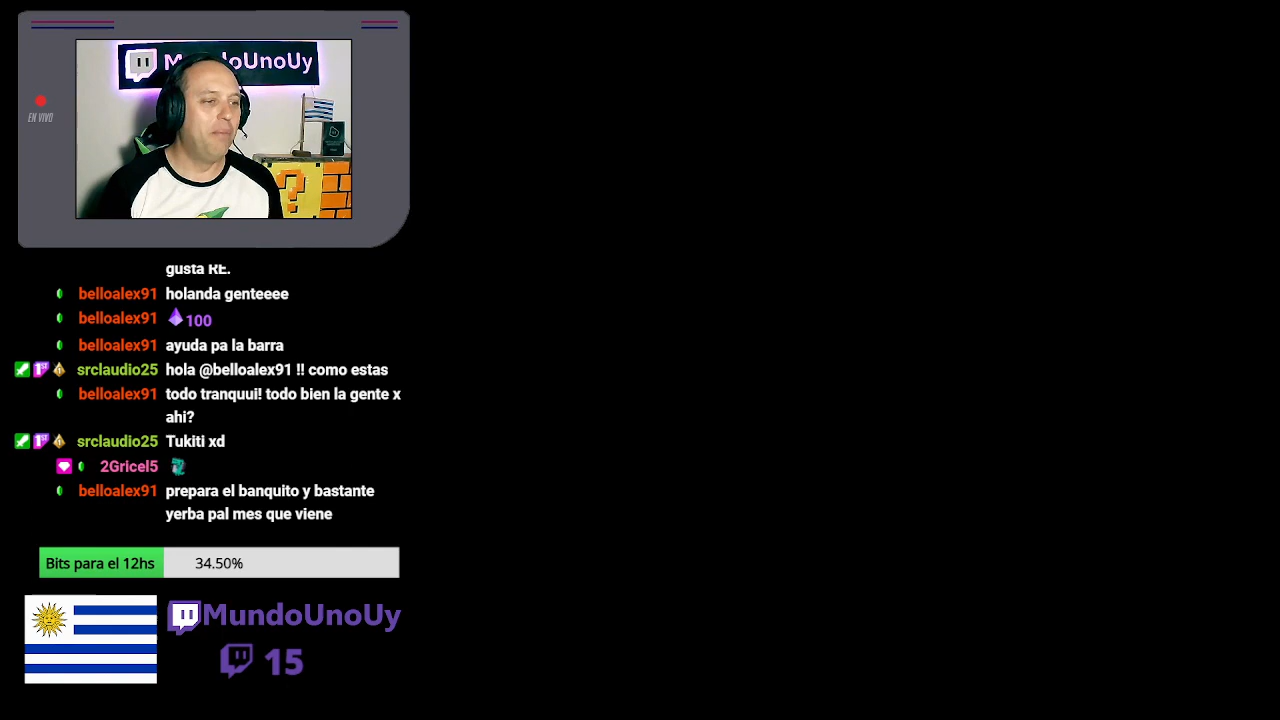 MundoUnoUy
EN VIVO
gusta RE.
belloalex91 holanda genteeee
belloalex91 100
belloalex91 ayuda pa la barra
srclaudio25 hola @belloalex91 !! como estas
belloalex91 todo tranquui! todo bien la gente x
ahi?
srclaudio25 Tukiti xd
2Gricel5
belloalex91 prepara el banquito y bastante
yerba pal mes que viene
Bits para el 12hs 34.50%
MundoUnoUy
15